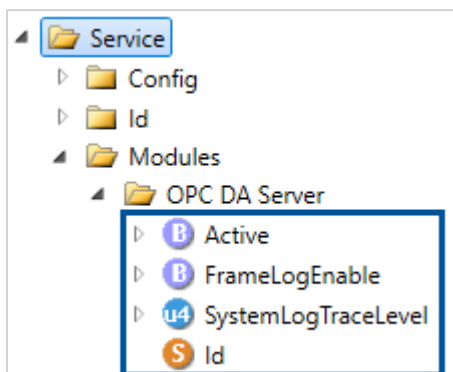 Service
Config
Id
Modules
OPC DA Server
B Active
B FrameLogEnable
u4 SystemLogTraceLevel
S Id